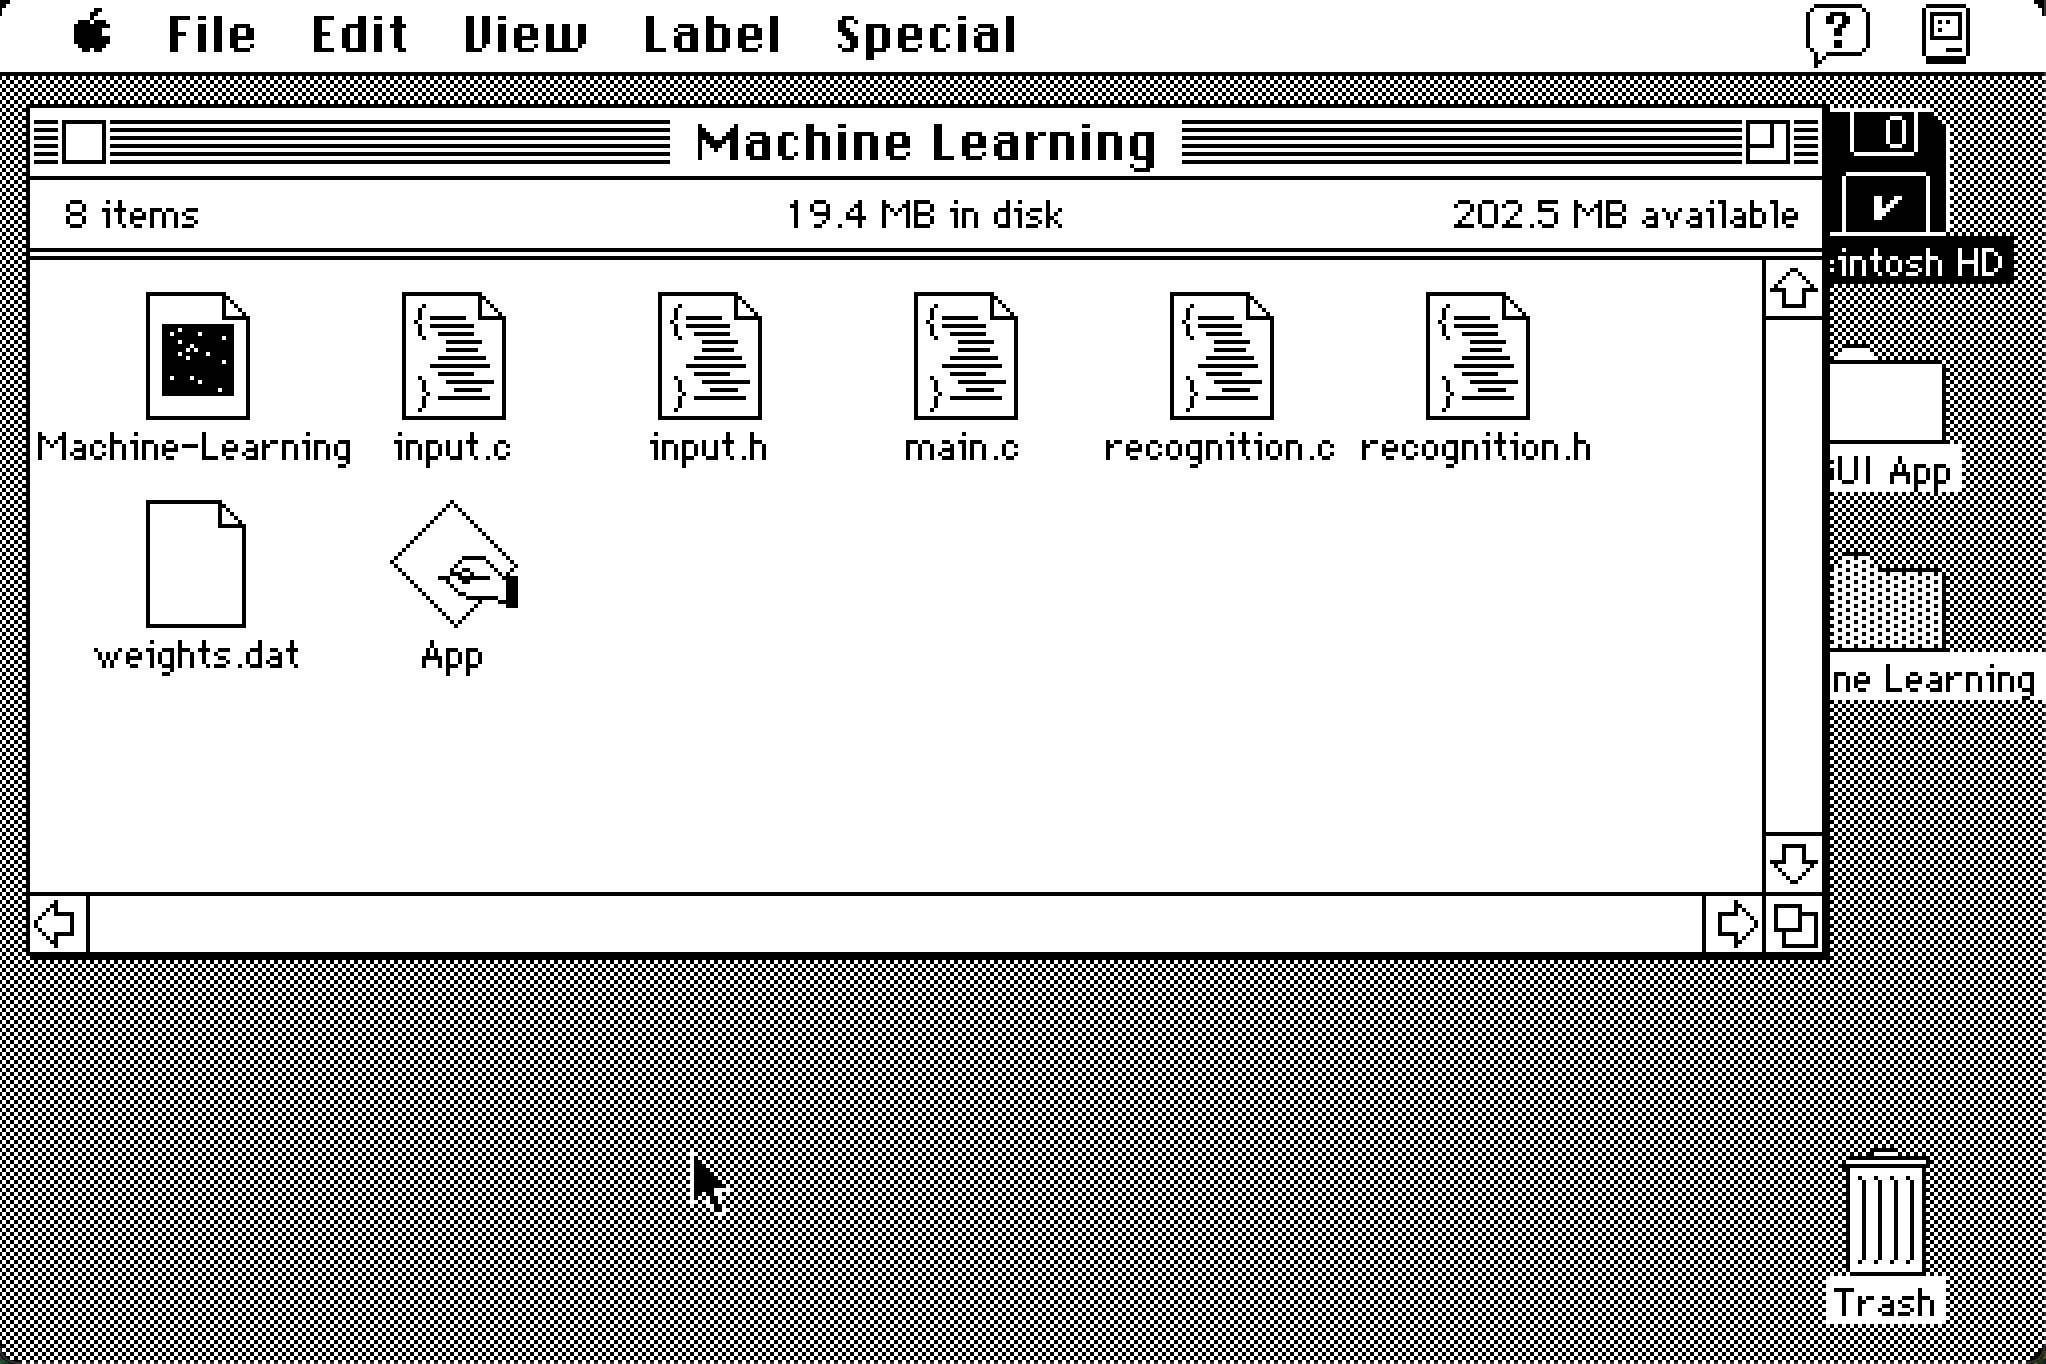 File Edit View Label Special
Machine Learning
8 items 19.4 MB in disk 202.5 MB available
Machine-Learning input.c input.h main.c recognition.c recognition.h
weights.dat App
intosh HD
UI App
ne Learning
Trash